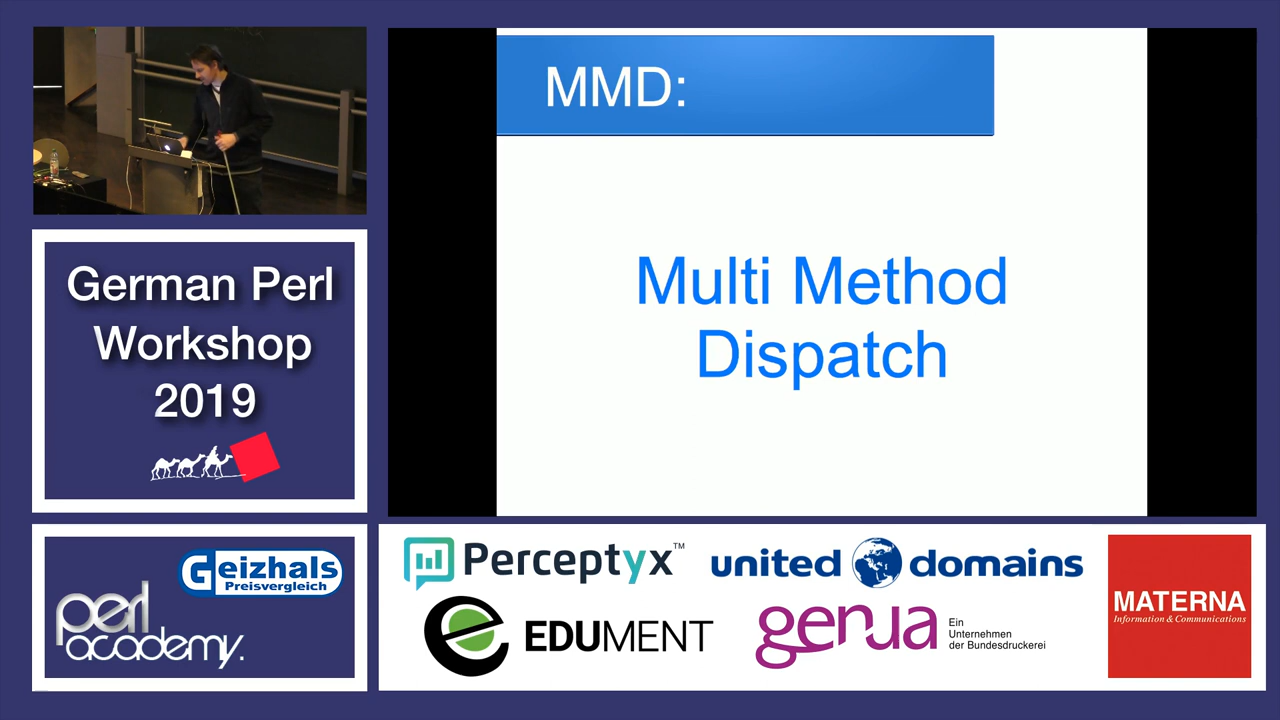 MMD:
Multi Method
Dispatch
German Perl
Workshop
2019
Geizhals
Preisvergleich
perl
academy.
Perceptyx™
united domains
EDUMENT
genua
Ein
Unternehmen
der Bundesdruckerei
MATERNA
Information & Communications